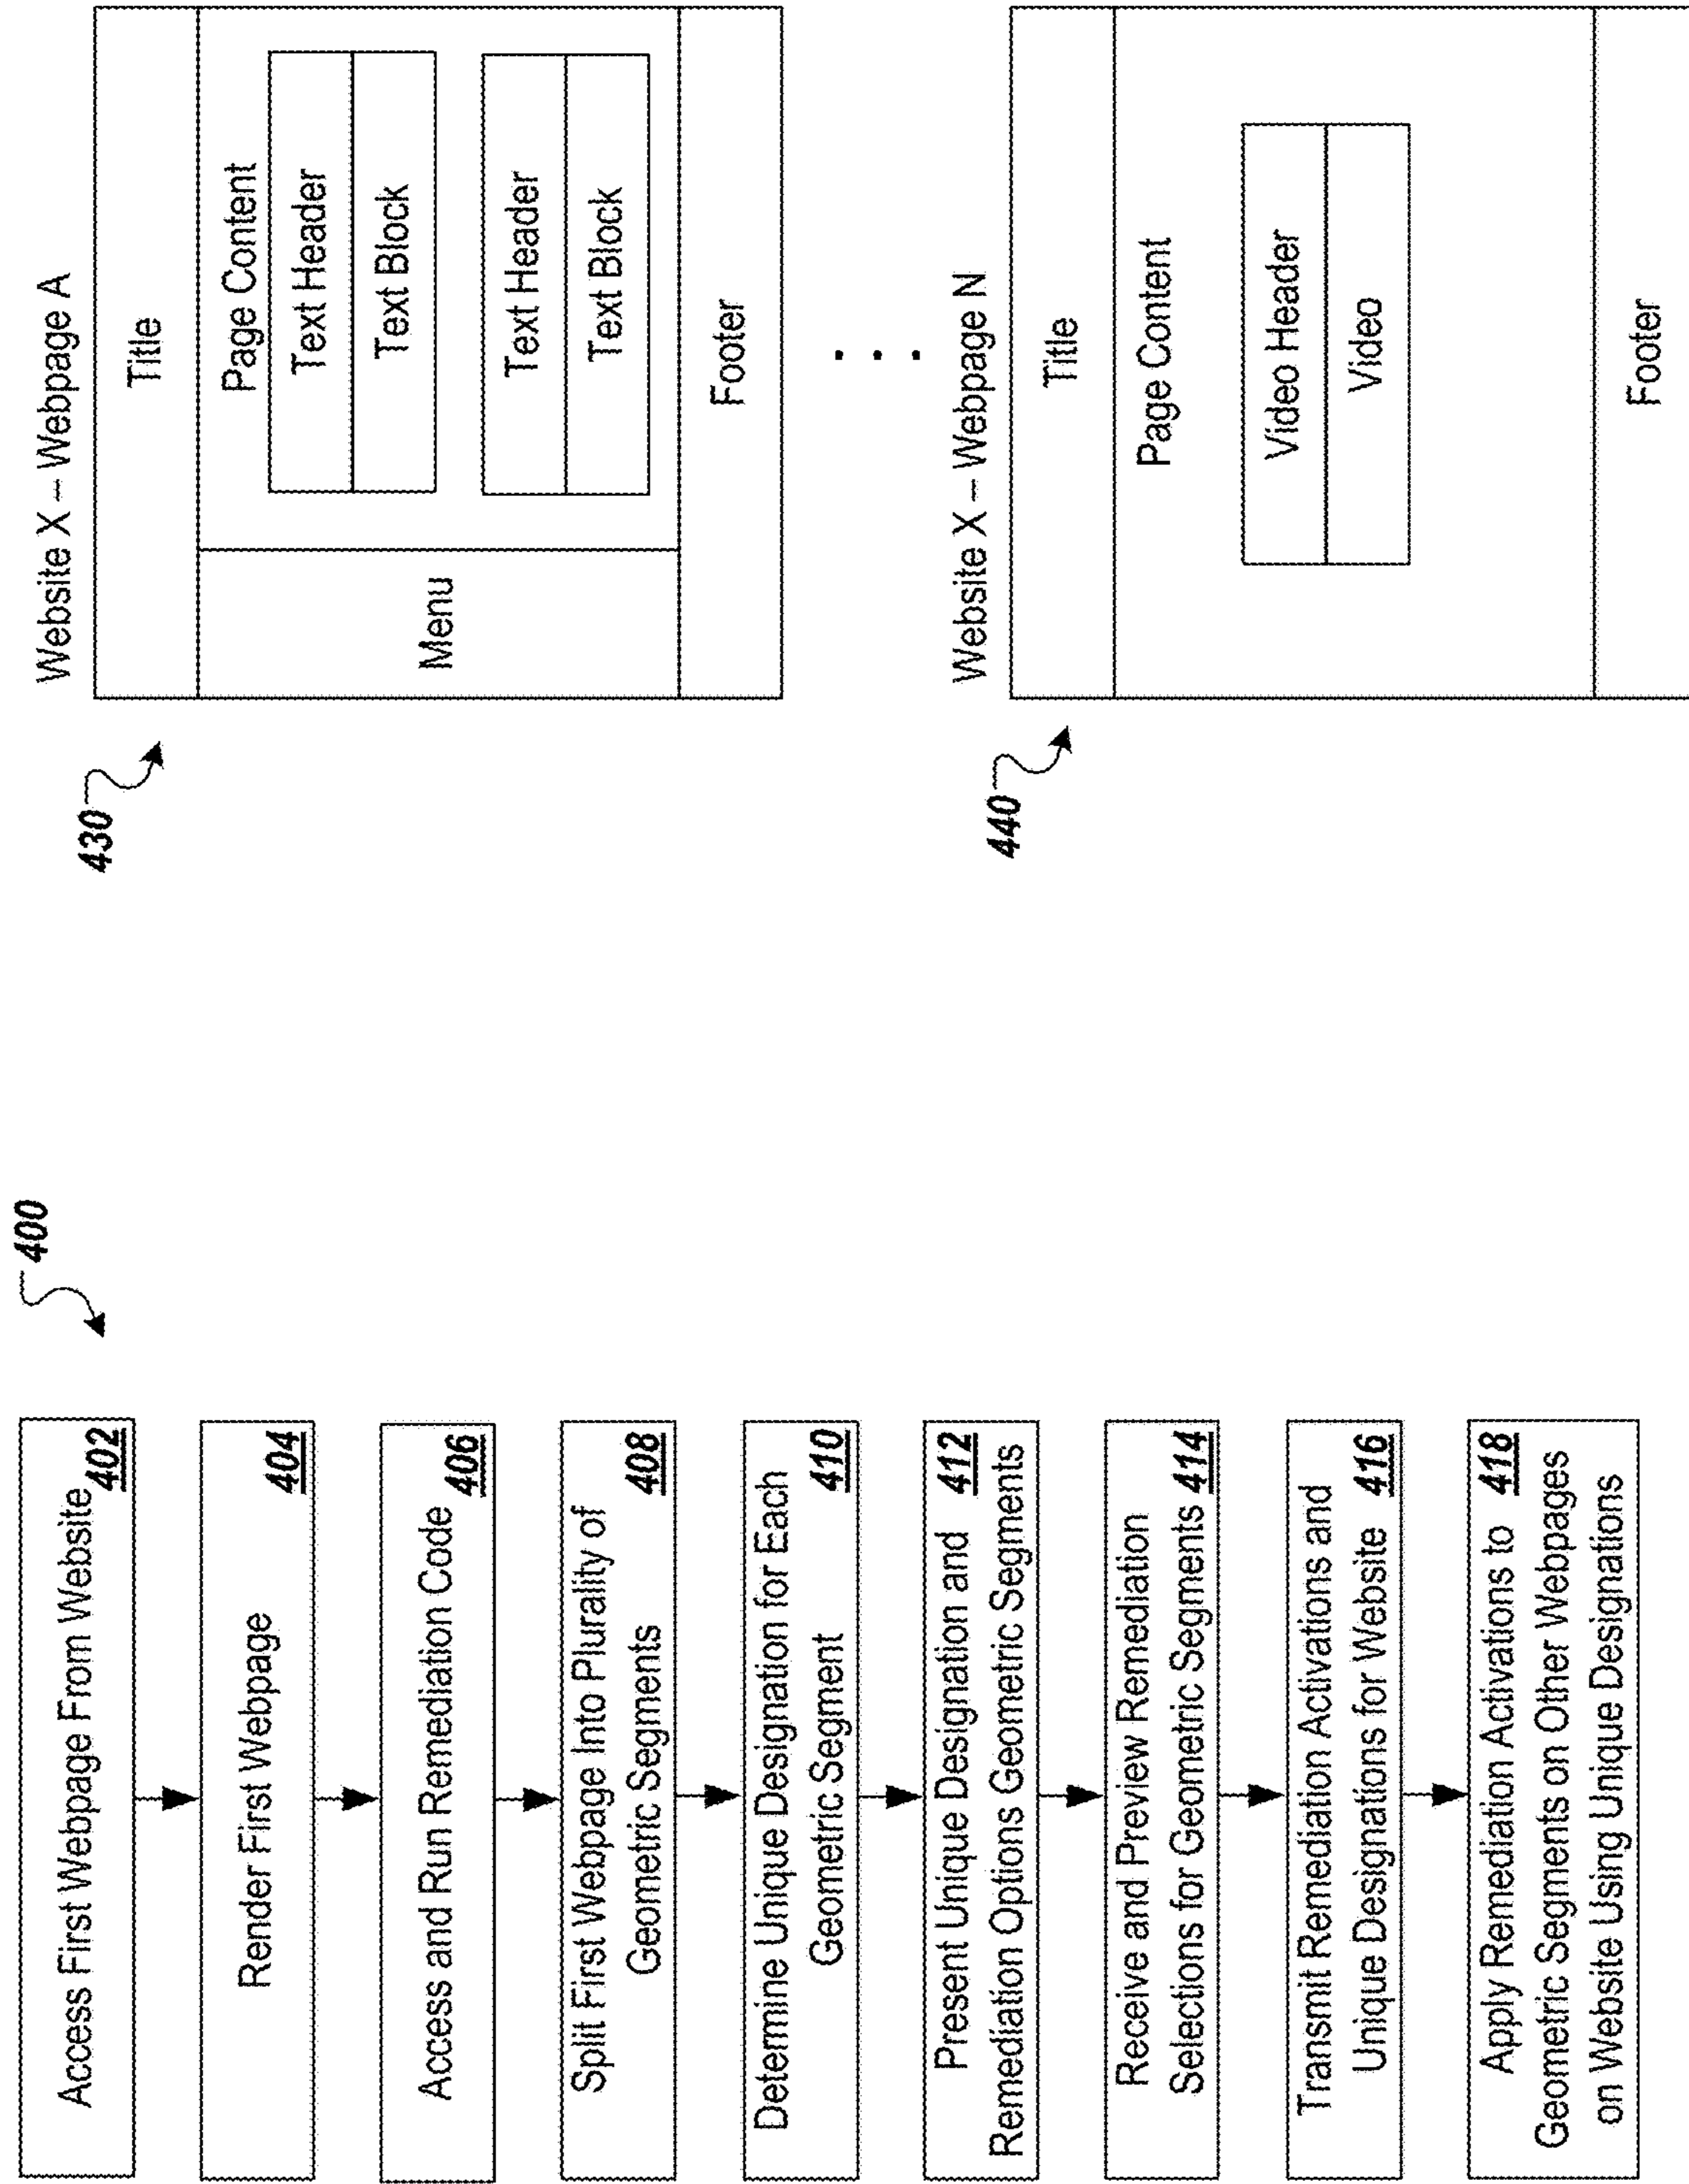 400
Access First Webpage From Website
402
Render First Webpage
404
Access and Run Remediation Code
406
Split First Webpage Into Plurality of
Geometric Segments
408
Determine Unique Designation for Each
Geometric Segment
410
Present Unique Designation and
Remediation Options Geometric Segments
412
Receive and Preview Remediation
Selections for Geometric Segments
414
Transmit Remediation Activations and
Unique Designations for Website
416
Apply Remediation Activations to
Geometric Segments on Other Webpages
on Website Using Unique Designations
418
430
Website X – Webpage A
Title
Menu
Page Content
Text Header
Text Block
Text Header
Text Block
Footer
. . .
440
Website X – Webpage N
Title
Page Content
Video Header
Video
Footer